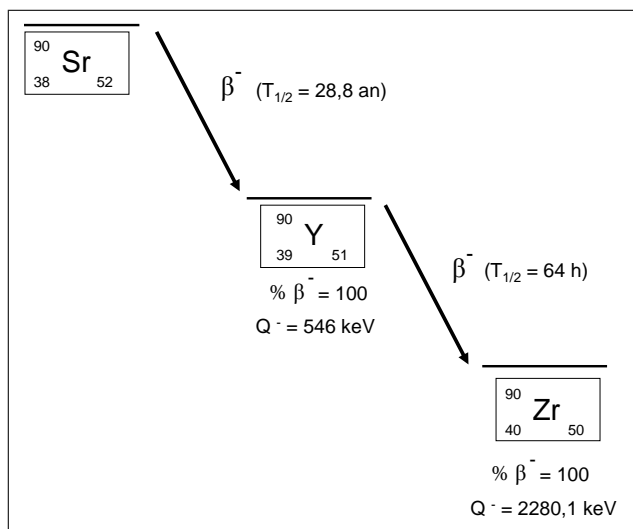 90
Sr
38 52
β⁻ (T₁/₂ = 28,8 an)
90
Y
39 51
β⁻ (T₁/₂ = 64 h)
% β⁻ = 100
Q ⁻ = 546 keV
90
Zr
40 50
% β⁻ = 100
Q ⁻ = 2280,1 keV